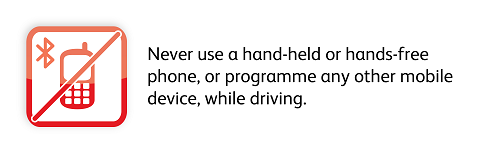 Never use a hand-held or hands-free
phone, or programme any other mobile
device, while driving.